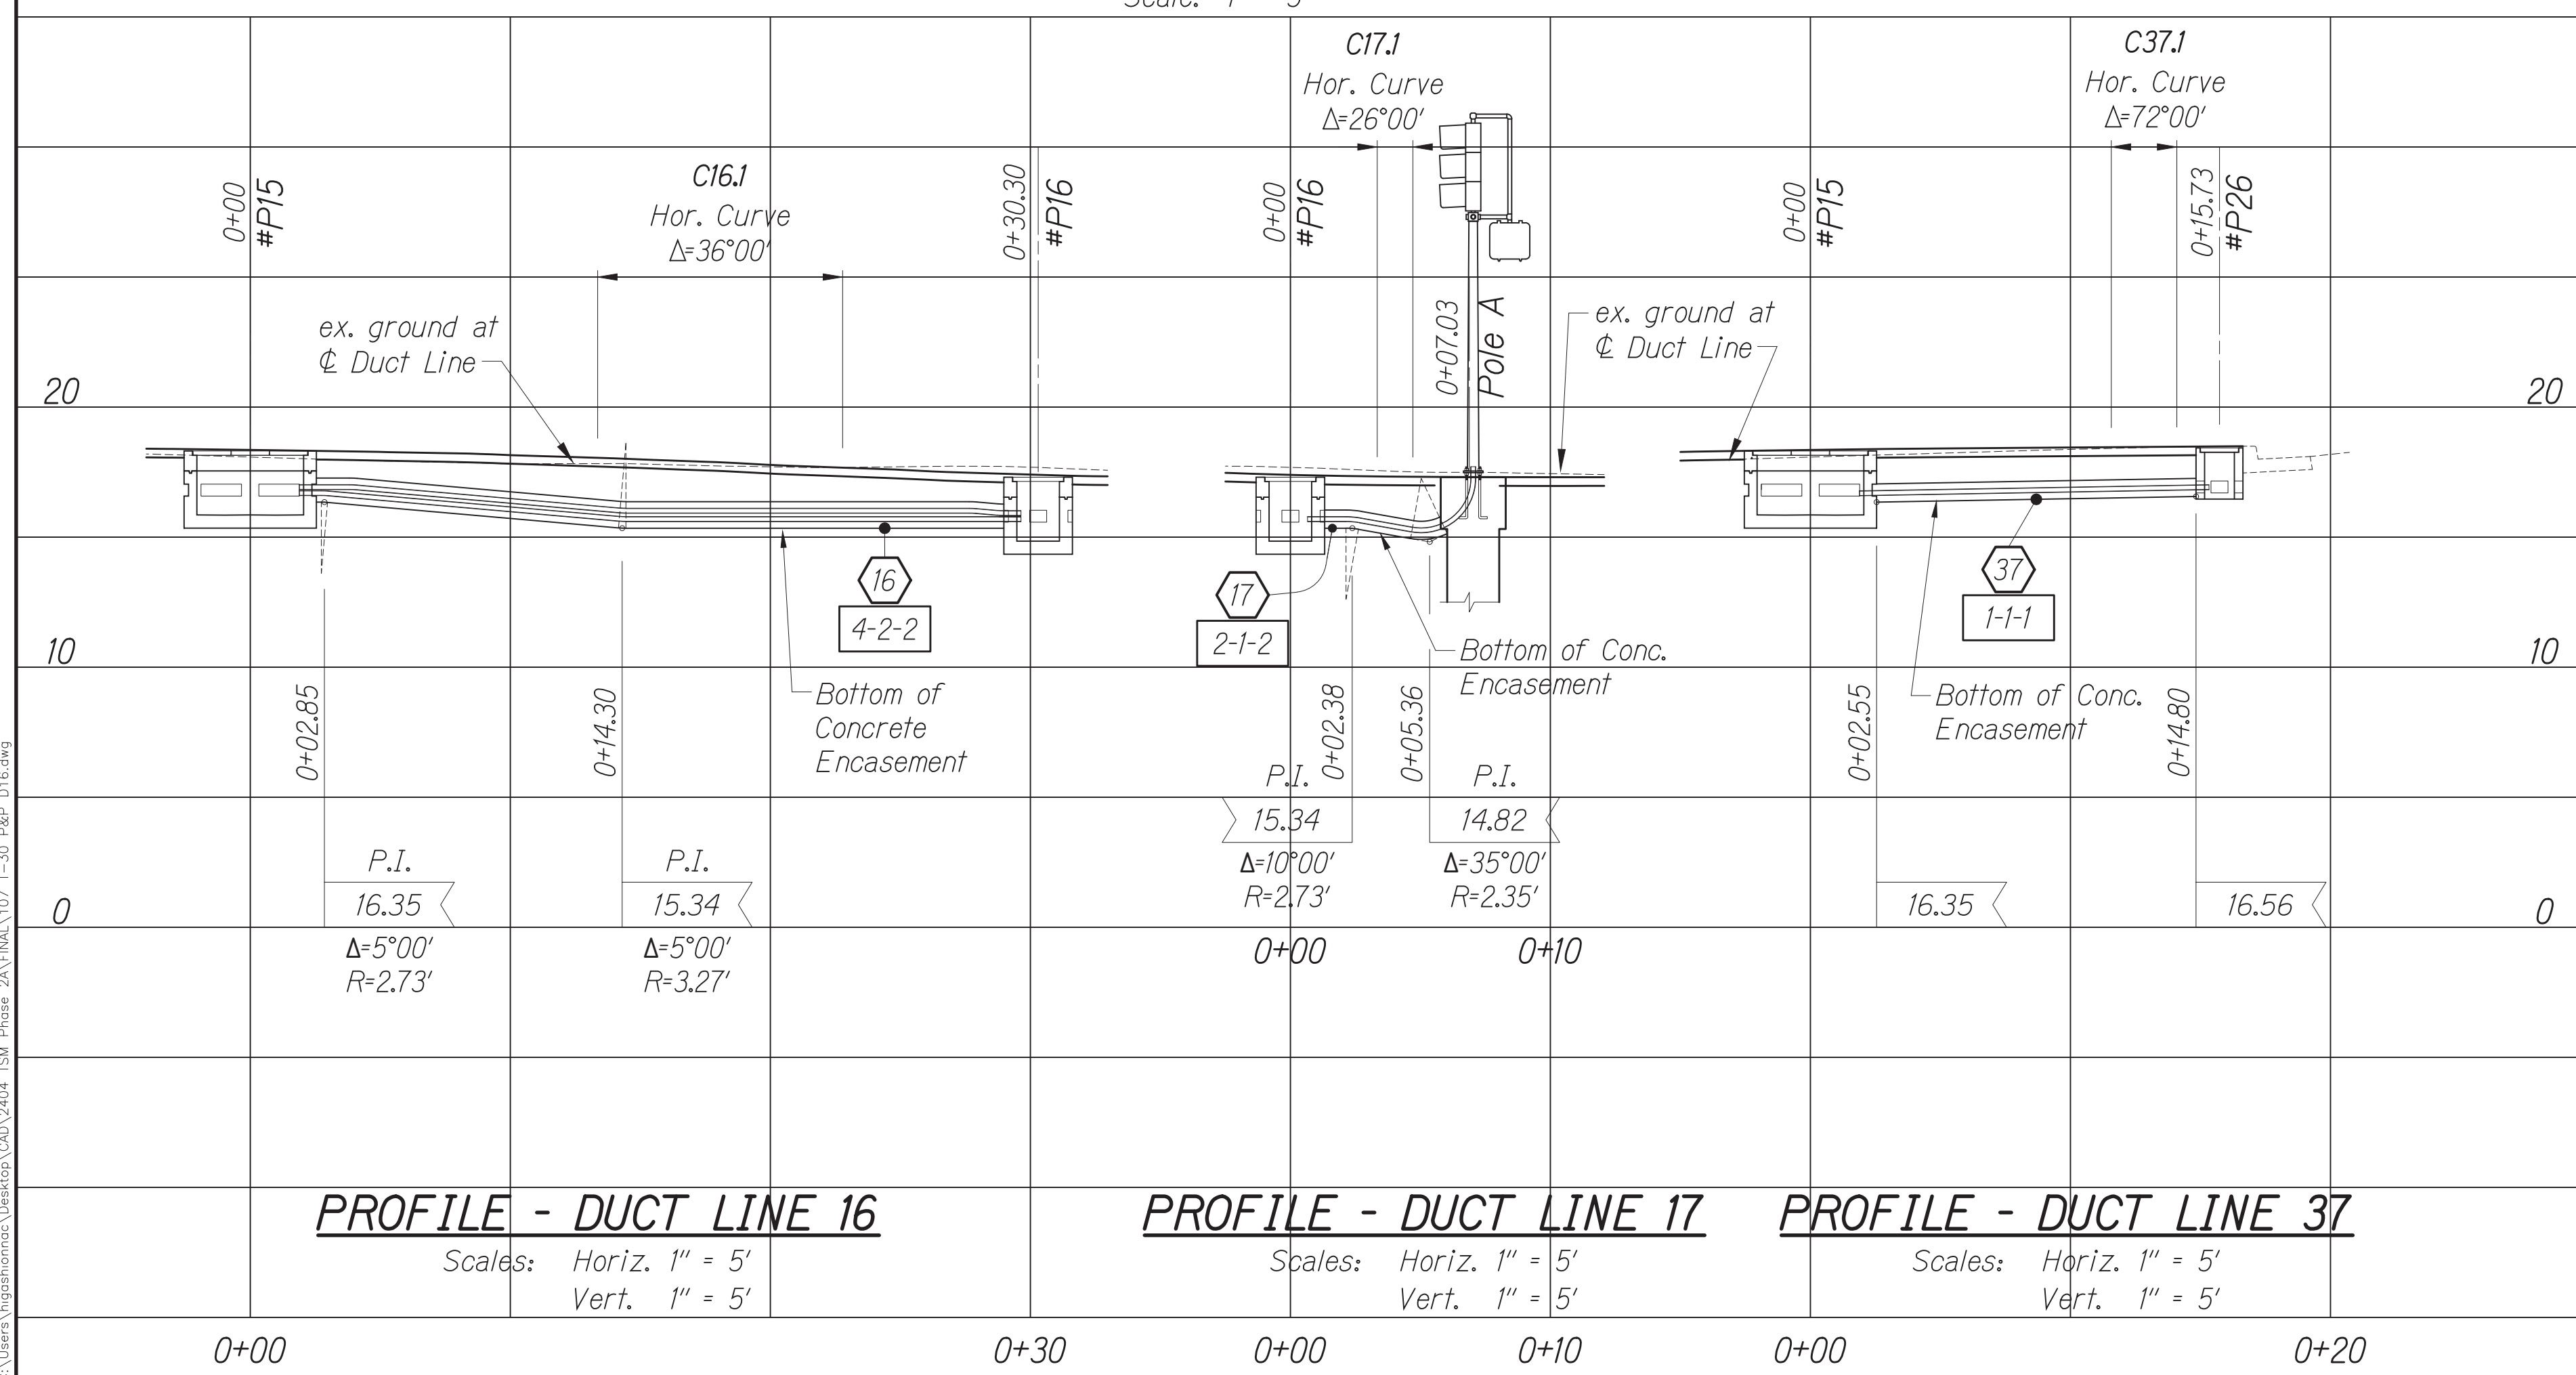 C16.1
Hor. Curve
Δ=36°00'
0+00
#P15
0+30.30
#P16
ex. ground at
℄ Duct Line
16
4-2-2
Bottom of
Concrete
Encasement
0+02.85
0+14.30
P.I.
16.35
Δ=5°00'
R=2.73'
P.I.
15.34
Δ=5°00'
R=3.27'
PROFILE - DUCT LINE 16
Scales: Horiz. 1" = 5'
Vert. 1" = 5'
0+00
0+30
C17.1
Hor. Curve
Δ=26°00'
0+00
#P16
0+07.03
Pole A
ex. ground at
℄ Duct Line
17
2-1-2
Bottom of Conc.
Encasement
0+02.38
0+05.36
P.I.
15.34
Δ=10°00'
R=2.73'
P.I.
14.82
Δ=35°00'
R=2.35'
0+00
0+10
PROFILE - DUCT LINE 17
Scales: Horiz. 1" = 5'
Vert. 1" = 5'
0+00
0+10
C37.1
Hor. Curve
Δ=72°00'
0+00
#P15
0+15.73
#P26
37
1-1-1
Bottom of Conc.
Encasement
0+02.55
0+14.80
16.35
16.56
PROFILE - DUCT LINE 37
Scales: Horiz. 1" = 5'
Vert. 1" = 5'
0+00
0+20
20
10
0
20
10
0